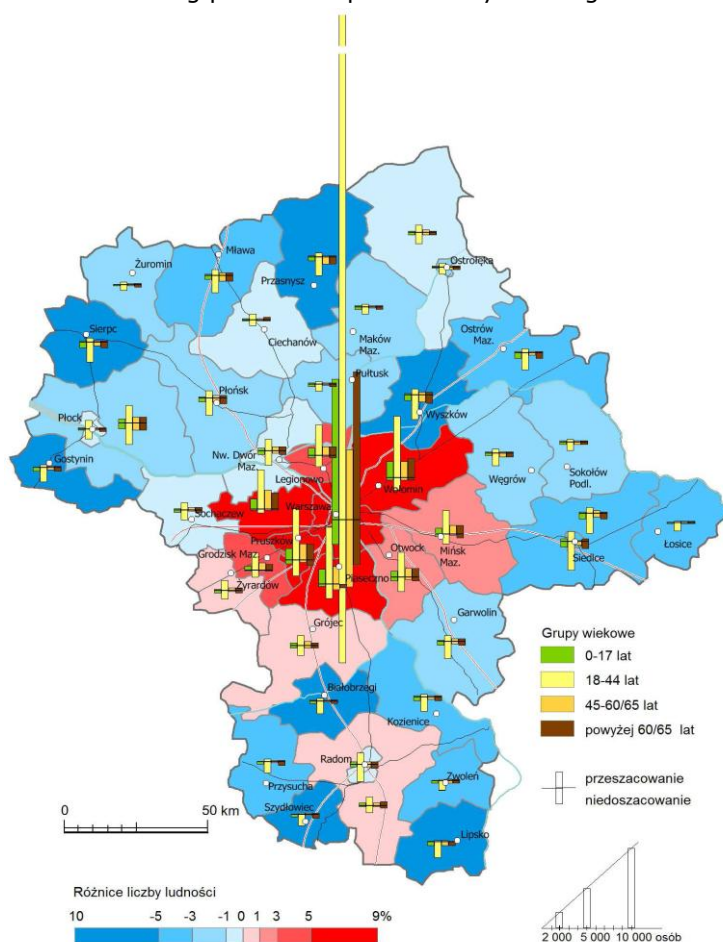 Żuromin
Mława
Przasnysz
Ostrołęka
Sierpc
Ciechanów
Maków
Maz.
Ostrów
Maz.
Płońsk
Pułtusk
Wyszków
Płock
Gostynin
Nw. Dwór
Maz.
Legionowo
Wołomin
Węgrów
Sokołów
Podl.
Sochaczew
Warszawa
Pruszków
Grodzisk Maz.
Żyrardów
Piaseczno
Otwock
Mińsk
Maz.
Siedlce
Łosice
Garwolin
Grójec
Białobrzegi
Kozienice
Radom
Przysucha
Szydłowiec
Zwoleń
Lipsko
Grupy wiekowe
0-17 lat
18-44 lat
45-60/65 lat
powyżej 60/65 lat
przeszacowanie
niedoszacowanie
0 50 km
Różnice liczby ludności
10 -5 -3 -1 0 1 3 5 9%
2 000 5 000 10 000 osób